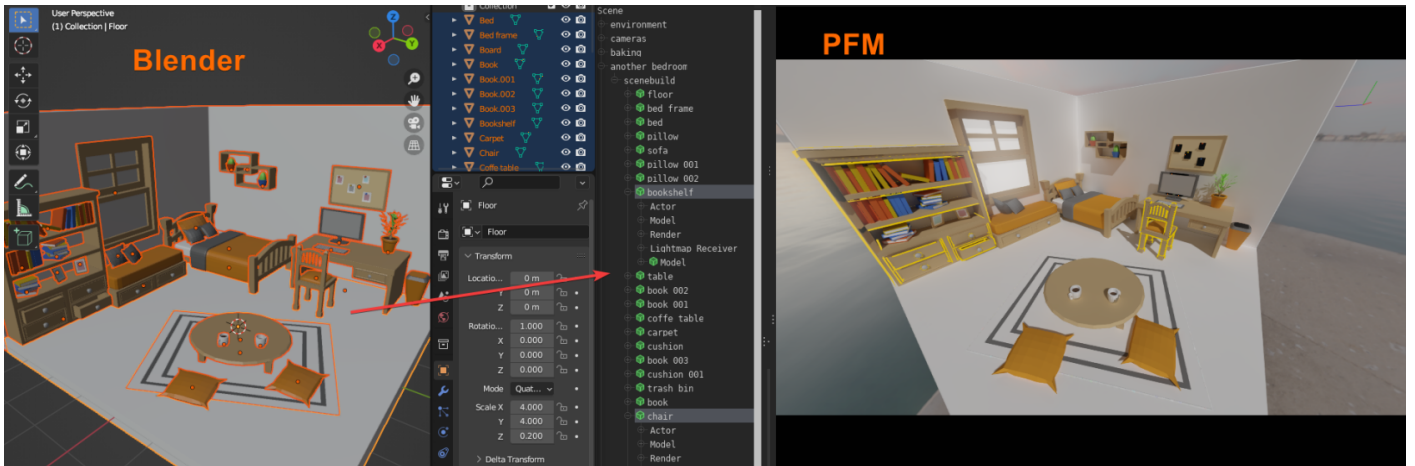 User Perspective
(1) Collection | Floor
Blender
Collection
Bed
Bed frame
Board
Book
Book.001
Book.002
Book.003
Bookshelf
Carpet
Chair
Coffe table
Floor
Floor
Transform
Locatio... 0 m
Y 0 m
Z 0 m
Rotatio... 1.000
X 0.000
Y 0.000
Z 0.000
Mode Quat...
Scale X 4.000
Y 4.000
Z 0.200
Delta Transform
Scene
environment
cameras
baking
another bedroom
scenebuild
floor
bed frame
bed
pillow
sofa
pillow 001
pillow 002
bookshelf
Actor
Model
Render
Lightmap Receiver
Model
table
book 002
book 001
coffe table
carpet
cushion
book 003
cushion 001
trash bin
book
chair
Actor
Model
Render
PFM
Z
Y
X